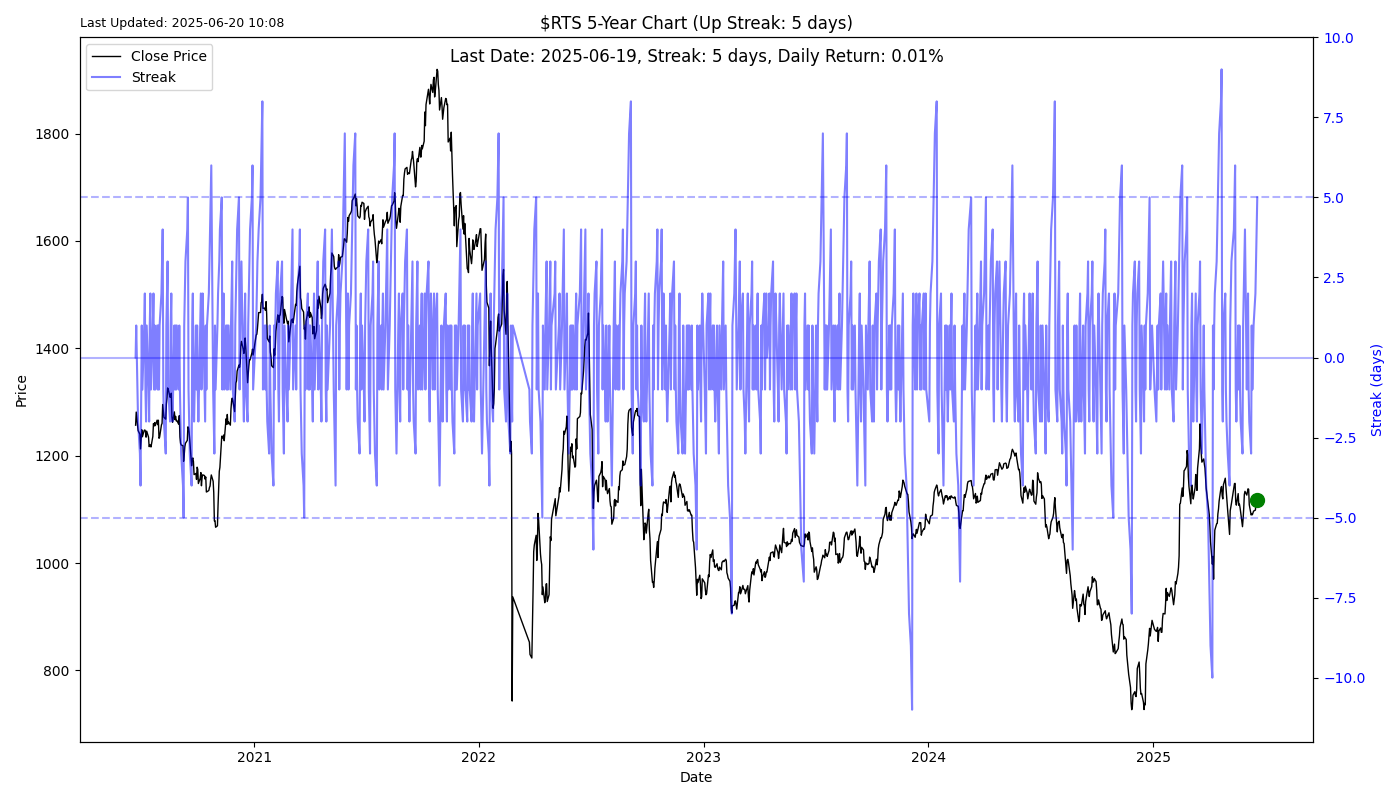 Last Updated: 2025-06-20 10:08
$RTS 5-Year Chart (Up Streak: 5 days)
Last Date: 2025-06-19, Streak: 5 days, Daily Return: 0.01%
Close Price
Streak
1800
1600
1400
1200
1000
800
Price
10.0
7.5
5.0
2.5
0.0
−2.5
−5.0
−7.5
−10.0
Streak (days)
2021
2022
2023
2024
2025
Date